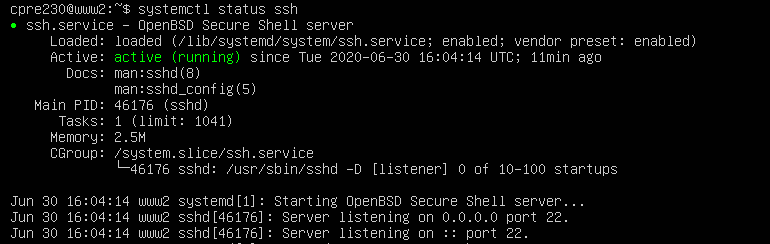 cpre230@www2:~$ systemctl status ssh
● ssh.service – OpenBSD Secure Shell server
Loaded: loaded (/lib/systemd/system/ssh.service; enabled; vendor preset: enabled)
Active: active (running) since Tue 2020-06-30 16:04:14 UTC; 11min ago
Docs: man:sshd(8)
man:sshd_config(5)
Main PID: 46176 (sshd)
Tasks: 1 (limit: 1041)
Memory: 2.5M
CGroup: /system.slice/ssh.service
└─46176 sshd: /usr/sbin/sshd -D [listener] 0 of 10-100 startups
Jun 30 16:04:14 www2 systemd[1]: Starting OpenBSD Secure Shell server...
Jun 30 16:04:14 www2 sshd[46176]: Server listening on 0.0.0.0 port 22.
Jun 30 16:04:14 www2 sshd[46176]: Server listening on :: port 22.